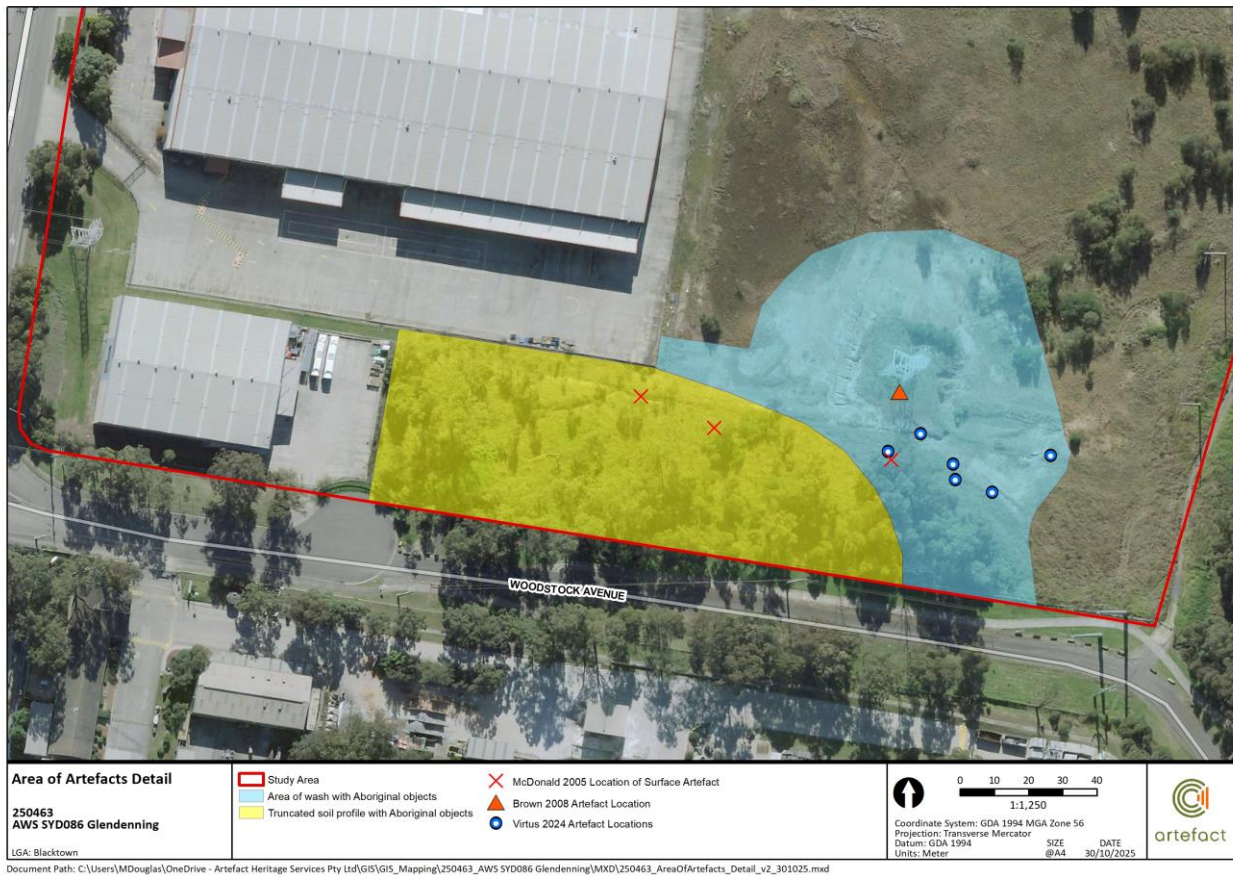 WOODSTOCK AVENUE
Area of Artefacts Detail
250463
AWS SYD086 Glendenning
LGA: Blacktown
Study Area
Area of wash with Aboriginal objects
Truncated soil profile with Aboriginal objects
McDonald 2005 Location of Surface Artefact
Brown 2008 Artefact Location
Virtus 2024 Artefact Locations
0 10 20 30 40
1:1,250
Coordinate System: GDA 1994 MGA Zone 56
Projection: Transverse Mercator
Datum: GDA 1994 SIZE DATE
Units: Meter @A4 30/10/2025
artefact
Document Path: C:\Users\MDouglas\OneDrive - Artefact Heritage Services Pty Ltd\GIS\GIS_Mapping\250463_AWS SYD086 Glendenning\MXD\250463_AreaOfArtefacts_Detail_v2_301025.mxd